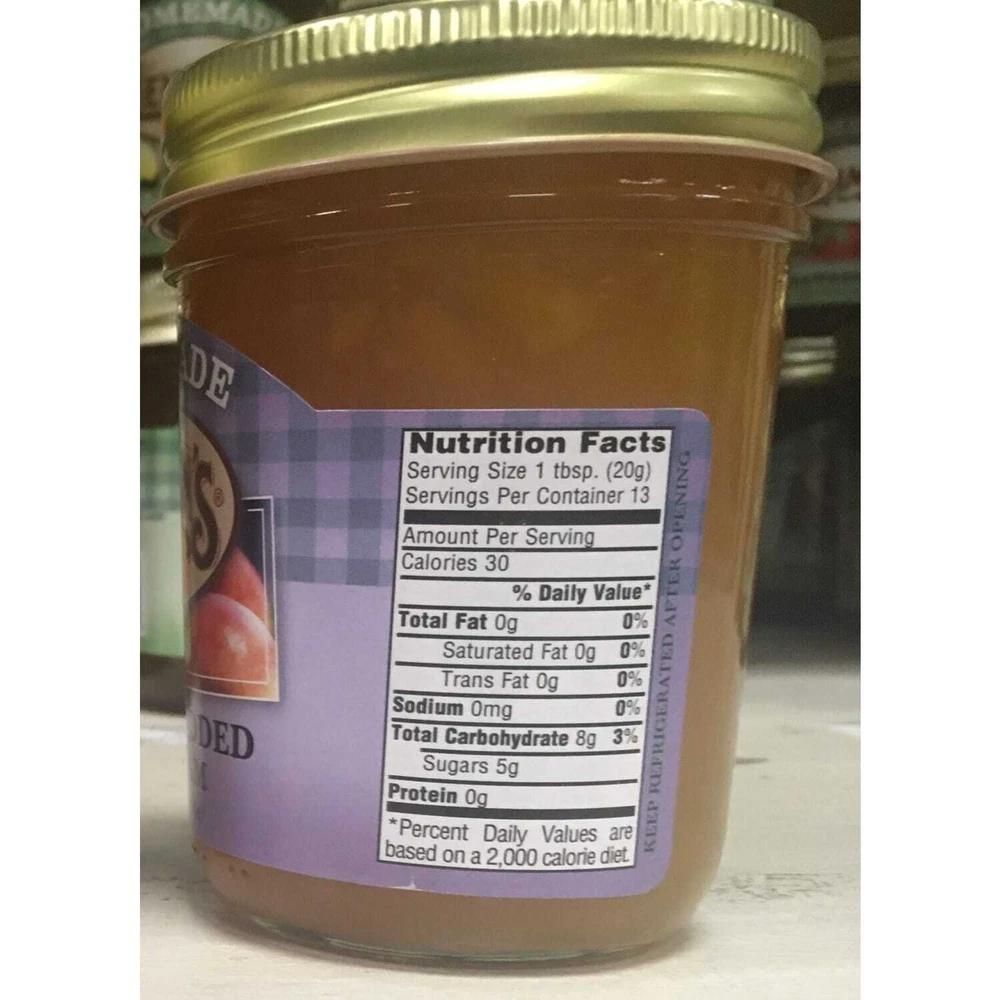 HOMEMAD
ADE
'S®
DDED
M
Nutrition Facts
Serving Size 1 tbsp. (20g)
Servings Per Container 13
Amount Per Serving
Calories 30
% Daily Value*
Total Fat 0g 0%
Saturated Fat 0g 0%
Trans Fat 0g 0%
Sodium 0mg 0%
Total Carbohydrate 8g 3%
Sugars 5g
Protein 0g
*Percent Daily Values are
based on a 2,000 calorie diet.
KEEP REFRIGERATED AFTER OPENING